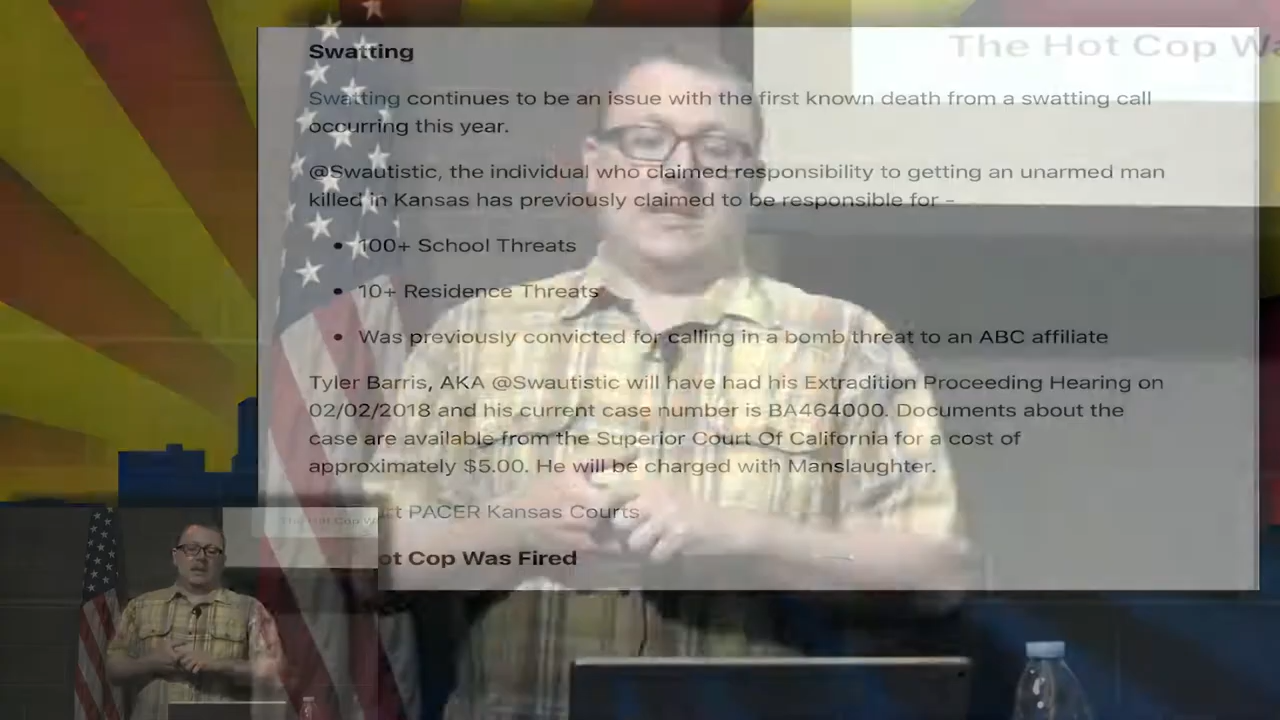 The Hot Cop Wa
Swatting
Swatting continues to be an issue with the first known death from a swatting call
occurring this year.
@Swautistic, the individual who claimed responsibility to getting an unarmed man
killed in Kansas has previously claimed to be responsible for -
• 100+ School Threats
• 10+ Residence Threats
• Was previously convicted for calling in a bomb threat to an ABC affiliate
Tyler Barris, AKA @Swautistic will have had his Extradition Proceeding Hearing on
02/02/2018 and his current case number is BA464000. Documents about the
case are available from the Superior Court Of California for a cost of
approximately $5.00. He will be charged with Manslaughter.
PACER Kansas Courts
The Hot Cop W
ot Cop Was Fired